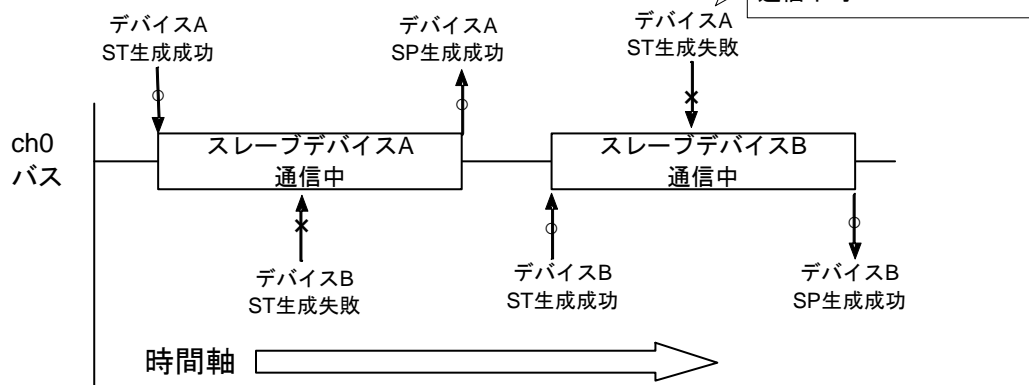 デバイスA
ST生成成功
デバイスA
SP生成成功
デバイスA
ST生成失敗
ch0
バス
スレーブデバイスA
通信中
スレーブデバイスB
通信中
デバイスB
ST生成失敗
デバイスB
ST生成成功
デバイスB
SP生成成功
時間軸